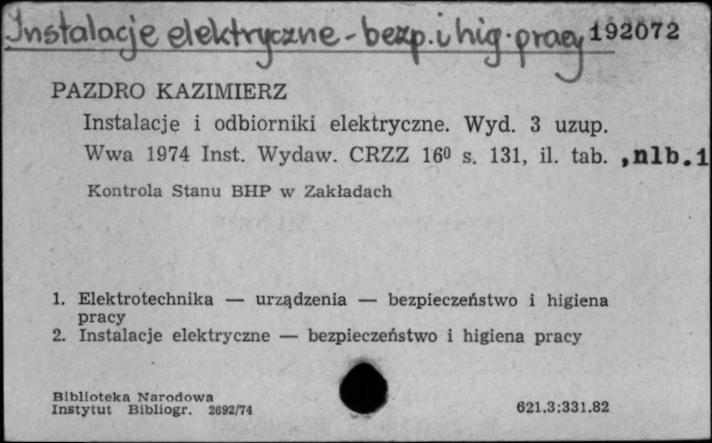 Instalacje elektryczne - bezp. i hig. pracy 192072
PAZDRO KAZIMIERZ
Instalacje i odbiorniki elektryczne. Wyd. 3 uzup.
Wwa 1974 Inst. Wydaw. CRZZ 16⁰ s. 131, il. tab. ,nlb.1
Kontrola Stanu BHP w Zakładach
1. Elektrotechnika — urządzenia — bezpieczeństwo i higiena
pracy
2. Instalacje elektryczne — bezpieczeństwo i higiena pracy
Biblioteka Narodowa
Instytut Bibliogr. 2692/74 621.3:331.82